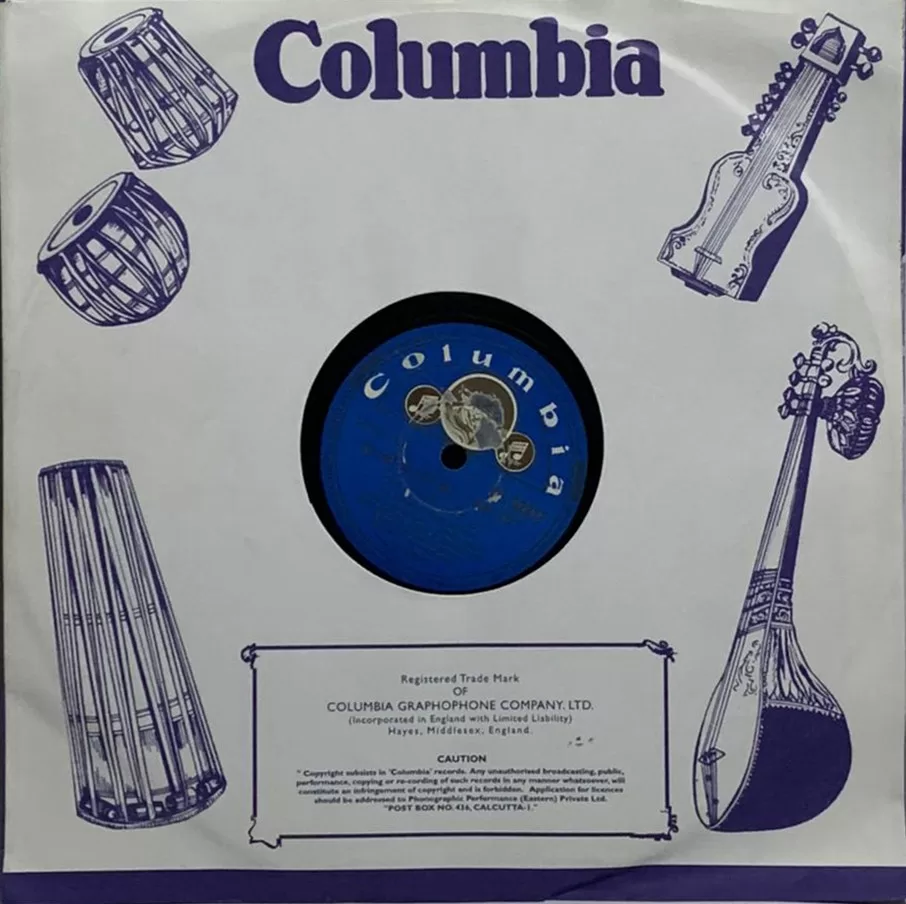 Columbia
Columbia
Registered Trade Mark
OF
COLUMBIA GRAPHOPHONE COMPANY, LTD.
(Incorporated in England with Limited Liability)
Hayes, Middlesex, England.
CAUTION
" Copyright subsists in 'Columbia' records. Any unauthorised broadcasting, public,
performance, copying or re-cording of such records in any manner whatsoever, will
constitute an infringement of copyright and is forbidden. Application for licences
should be addressed to Phonographic Performance (Eastern) Private Ltd.
"POST BOX NO. 436, CALCUTTA-1."